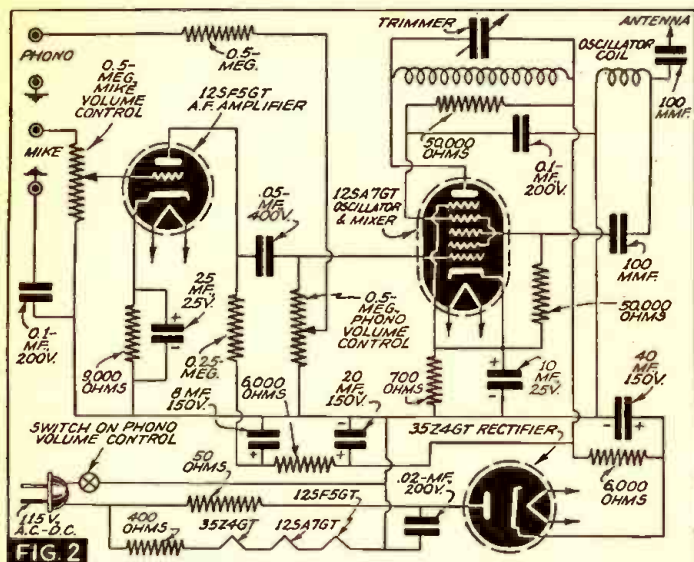 PHONO
0.5-
MEG.
0.5-
MEG.
MIKE
VOLUME
CONTROL
MIKE
0.1-
MF.
200V.
12SF5GT
A.F. AMPLIFIER
9,000
OHMS
25
MF.
25V.
.05-
MF.
400V.
0.25-
MEG.
0.5-
MEG.
PHONO
VOLUME
CONTROL
TRIMMER
50,000
OHMS
0.1-
MF.
200V.
12SA7GT
OSCILLATOR
& MIXER
ANTENNA
OSCILLATOR
COIL
100
MMF.
100
MMF.
50,000
OHMS
700
OHMS
10
MF.
25V.
40
MF.
150V.
8 MF.
150V.
6,000
OHMS
20
MF.
150V.
35Z4GT RECTIFIER
6,000
OHMS
SWITCH ON PHONO
VOLUME CONTROL
50
OHMS
.02-MF.
200V.
115 V.
A.C.-D.C.
400
OHMS
35Z4GT
12SA7GT
12SF5GT
FIG. 2